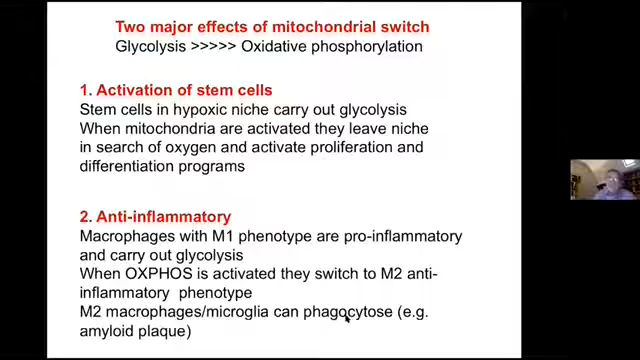 Two major effects of mitochondrial switch
Glycolysis >>>>> Oxidative phosphorylation
1. Activation of stem cells
Stem cells in hypoxic niche carry out glycolysis
When mitochondria are activated they leave niche
in search of oxygen and activate proliferation and
differentiation programs
2. Anti-inflammatory
Macrophages with M1 phenotype are pro-inflammatory
and carry out glycolysis
When OXPHOS is activated they switch to M2 anti-
inflammatory phenotype
M2 macrophages/microglia can phagocytose (e.g.
amyloid plaque)